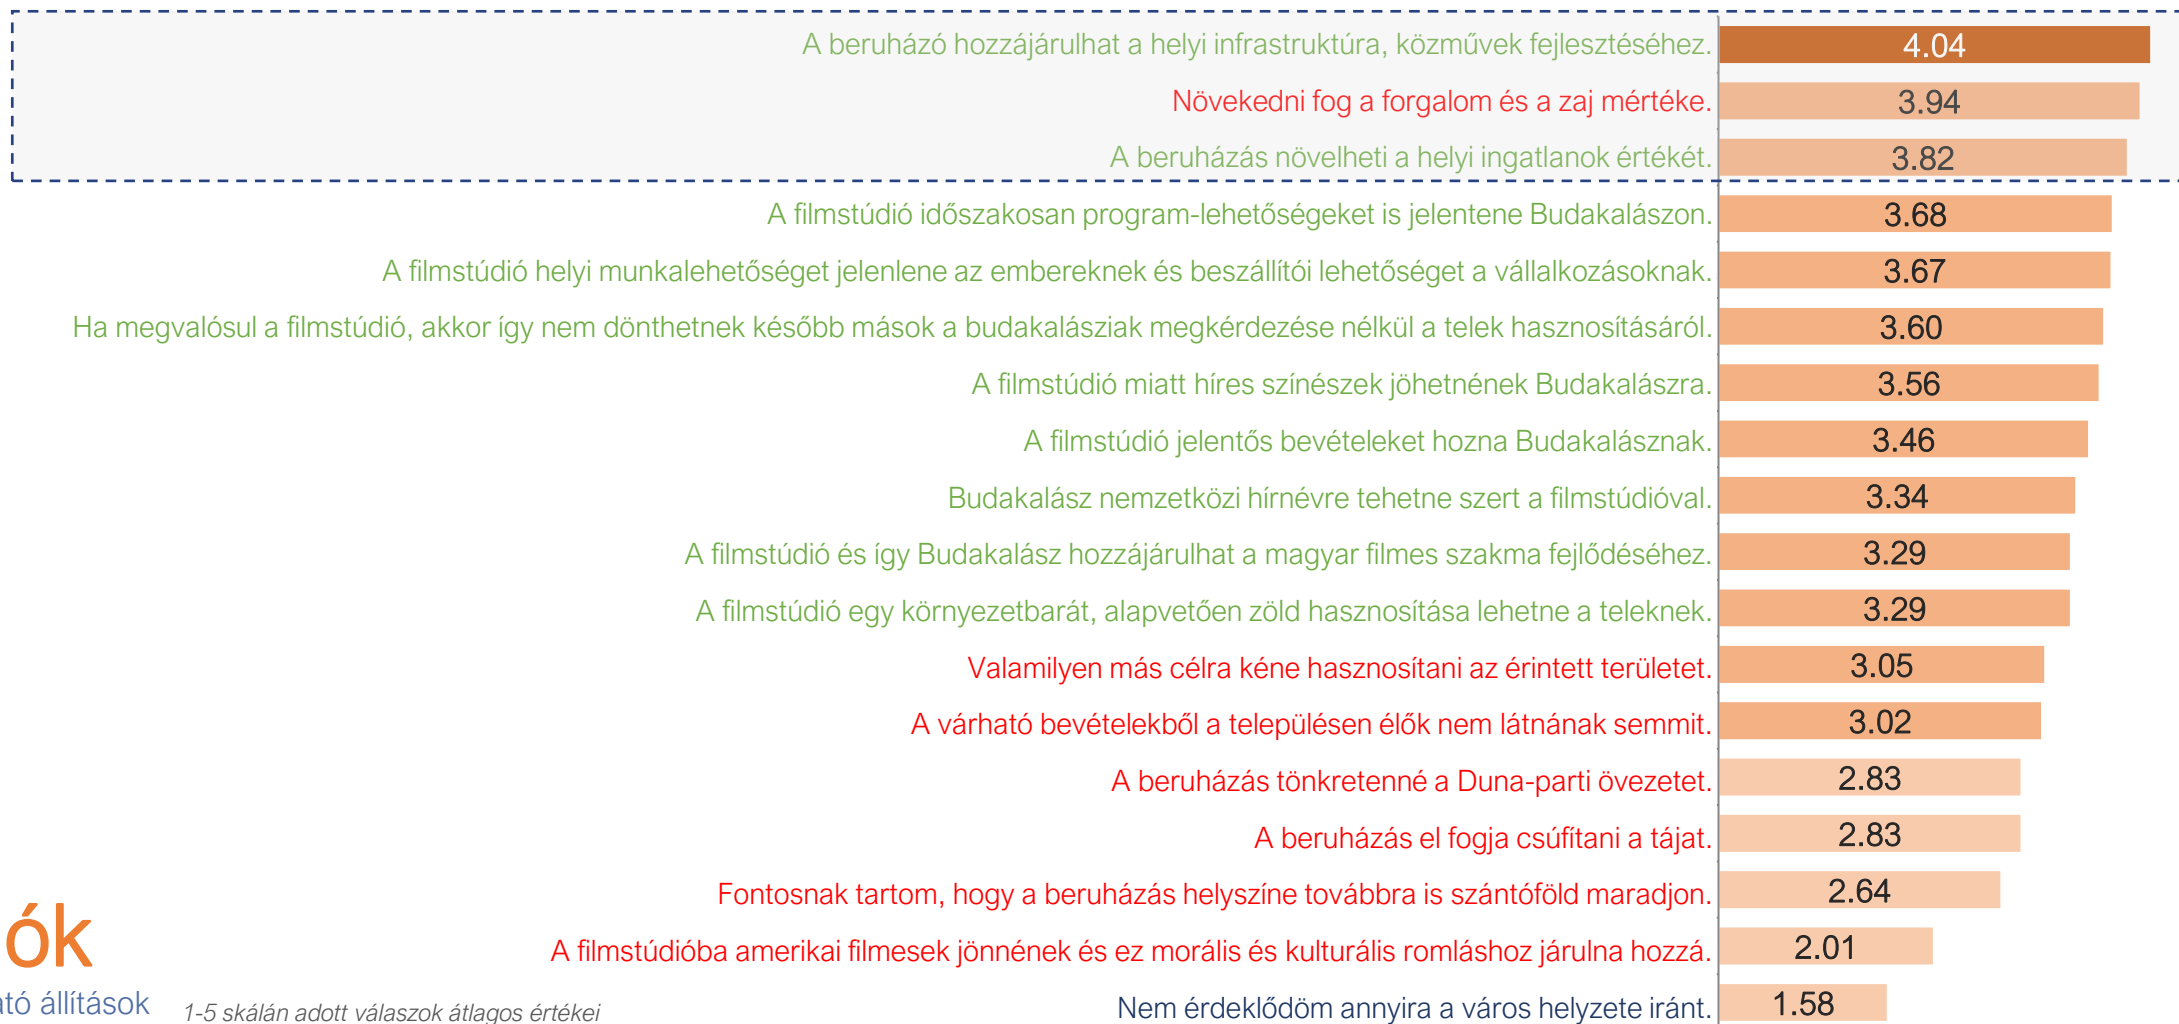 A beruházó hozzájárulhat a helyi infrastruktúra, közművek fejlesztéséhez. 4.04
Növekedni fog a forgalom és a zaj mértéke. 3.94
A beruházás növelheti a helyi ingatlanok értékét. 3.82
A filmstúdió időszakosan program-lehetőségeket is jelentene Budakalászon. 3.68
A filmstúdió helyi munkalehetőséget jelenlene az embereknek és beszállítói lehetőséget a vállalkozásoknak. 3.67
Ha megvalósul a filmstúdió, akkor így nem dönthetnek később mások a budakalásziak megkérdezése nélkül a telek hasznosításáról. 3.60
A filmstúdió miatt híres színészek jöhetnének Budakalászra. 3.56
A filmstúdió jelentős bevételeket hozna Budakalásznak. 3.46
Budakalász nemzetközi hírnévre tehetne szert a filmstúdióval. 3.34
A filmstúdió és így Budakalász hozzájárulhat a magyar filmes szakma fejlődéséhez. 3.29
A filmstúdió egy környezetbarát, alapvetően zöld hasznosítása lehetne a teleknek. 3.29
Valamilyen más célra kéne hasznosítani az érintett területet. 3.05
A várható bevételekből a településen élők nem látnának semmit. 3.02
A beruházás tönkretenné a Duna-parti övezetet. 2.83
A beruházás el fogja csúfítani a tájat. 2.83
Fontosnak tartom, hogy a beruházás helyszíne továbbra is szántóföld maradjon. 2.64
A filmstúdióba amerikai filmesek jönnének és ez morális és kulturális romláshoz járulna hozzá. 2.01
Nem érdeklődöm annyira a város helyzete iránt. 1.58
ók
ató állítások
1-5 skálán adott válaszok átlagos értékei